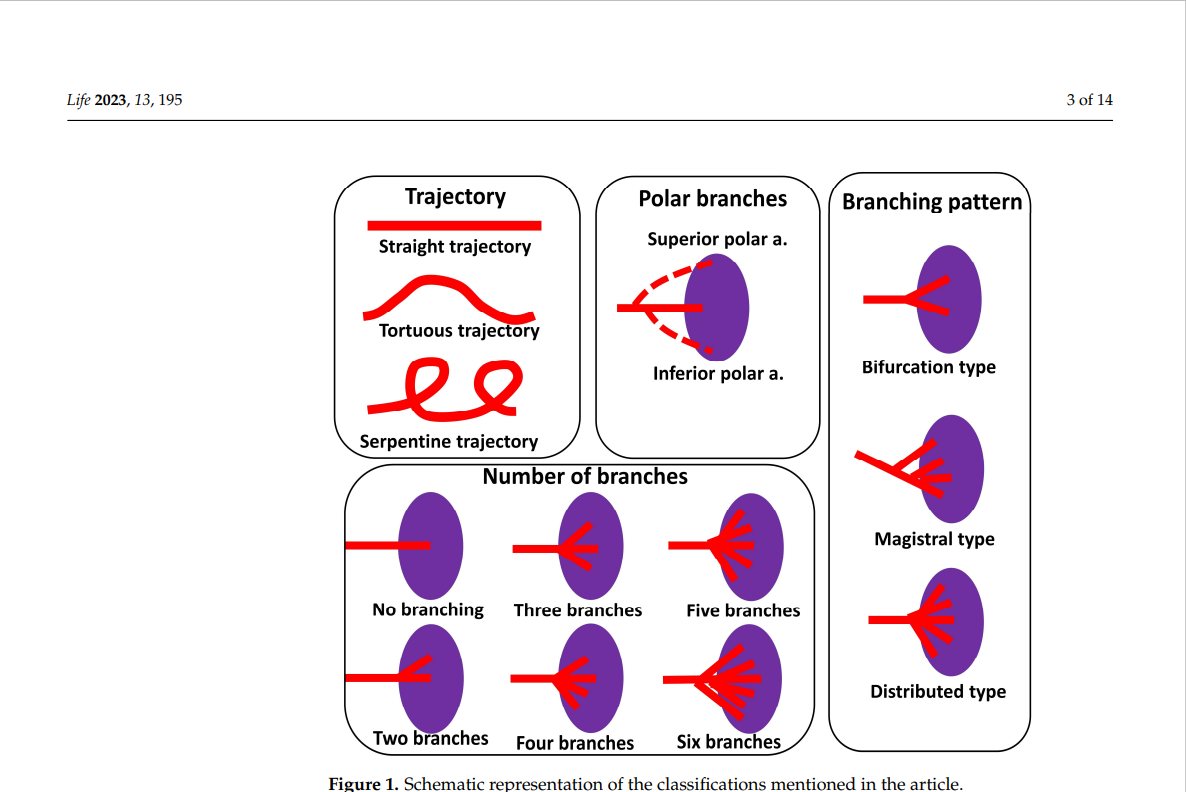 Life 2023, 13, 195
3 of 14
Trajectory
Straight trajectory
Tortuous trajectory
Serpentine trajectory
Polar branches
Superior polar a.
Inferior polar a.
Branching pattern
Bifurcation type
Magistral type
Distributed type
Number of branches
No branching
Three branches
Five branches
Two branches
Four branches
Six branches
Figure 1. Schematic representation of the classifications mentioned in the article.